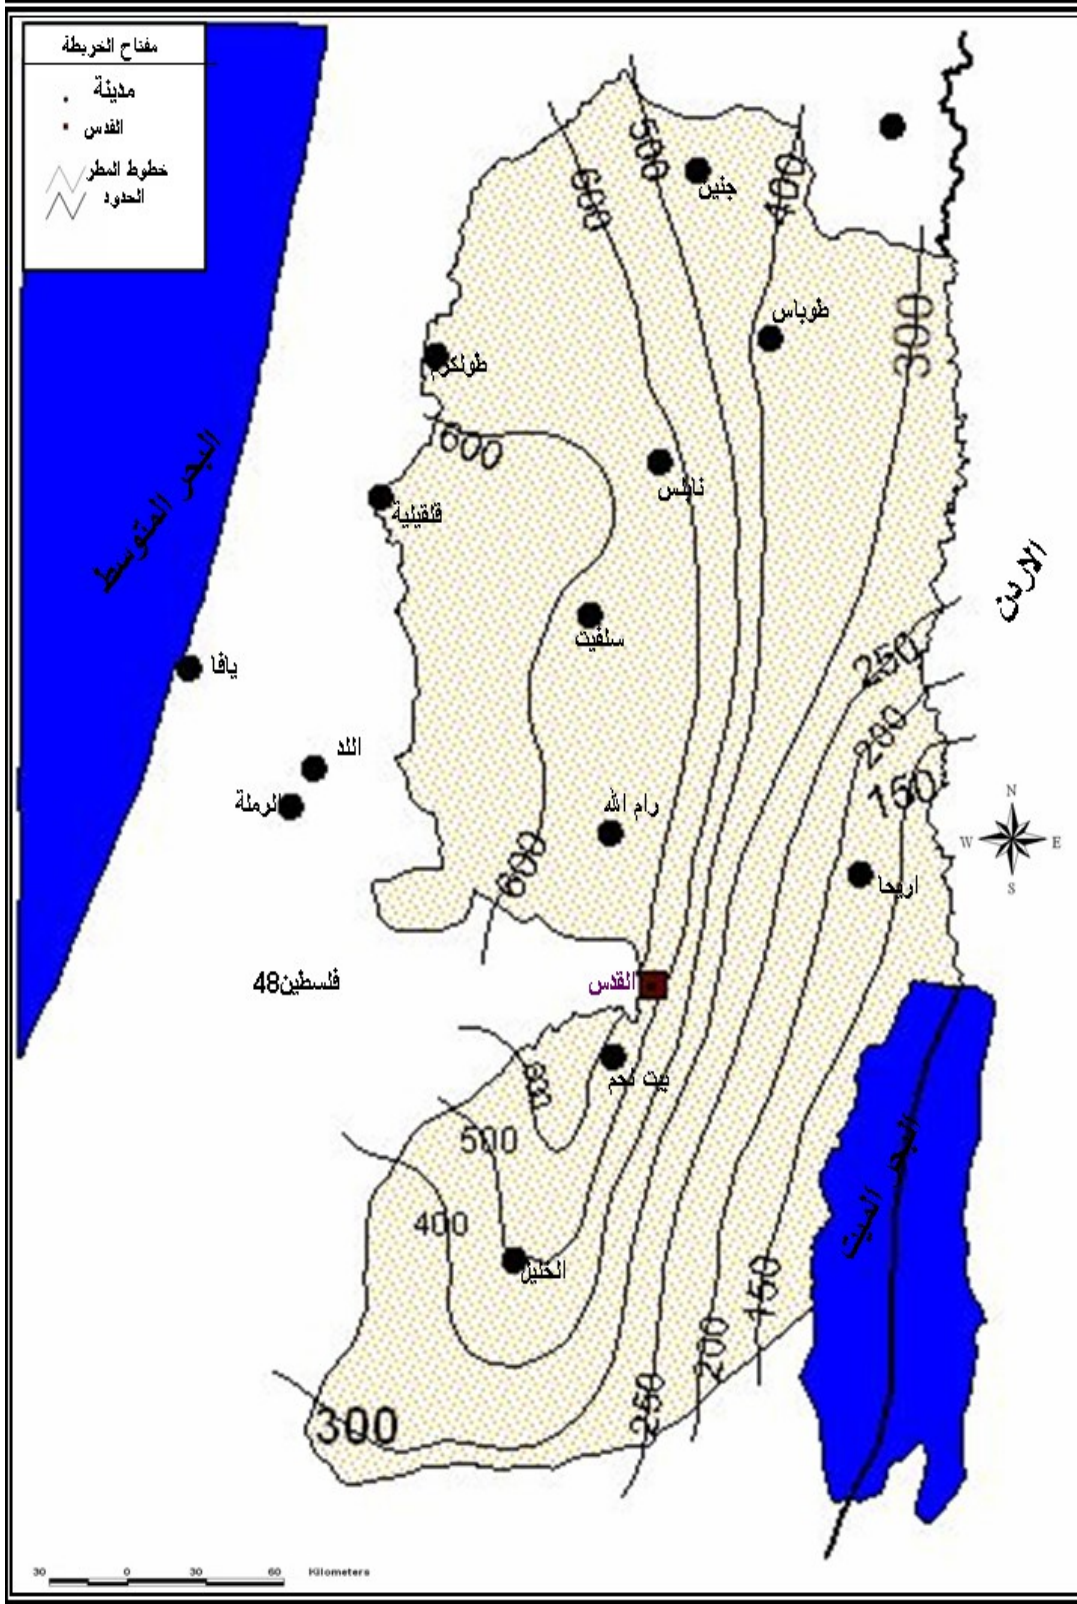 مفتاح الخريطة
مدينة
القدس
خطوط المطر
الحدود
500
600
جنين
400
طوباس
300
طولكرم
600
نابلس
قلقيلية
البحر المتوسط
الاردن
سلفيت
250
يافا
200
اللد
150
الرملة
رام الله
N
W
E
S
600
اريحا
القدس
فلسطين48
بيت لحم
600
500
البحر الميت
400
الخليل
150
200
250
300
30 0 30 60 Kilometers